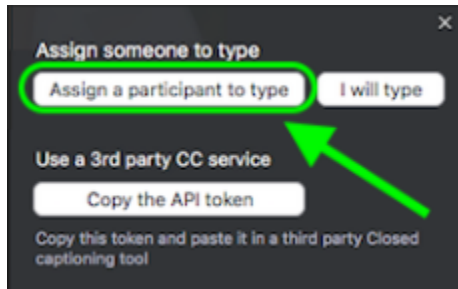 Assign someone to type
Assign a participant to type I will type
Use a 3rd party CC service
Copy the API token
Copy this token and paste it in a third party Closed
captioning tool